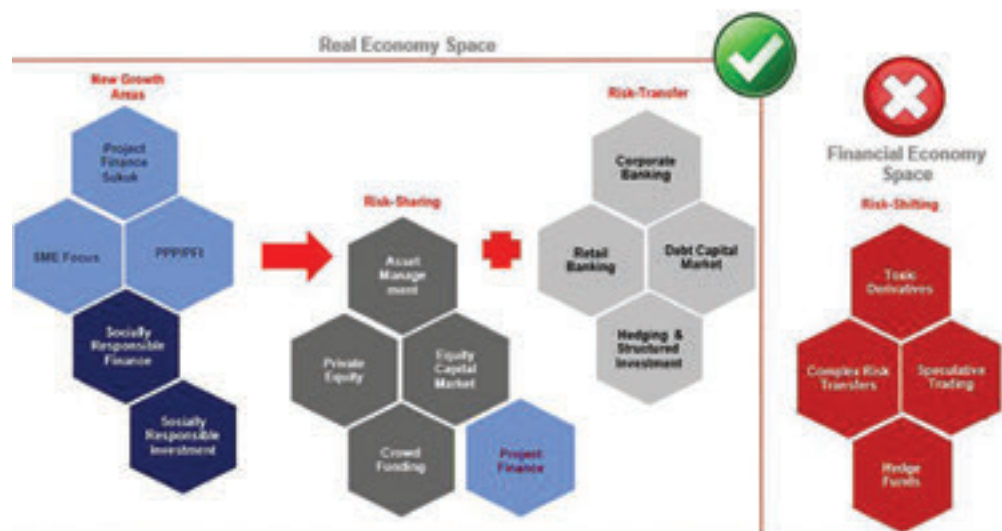 Real Economy Space
New Growth
Areas
Project
Finance
Sukuk
SME Focus
PPP/PFI
Socially
Responsible
Finance
Socially
Responsible
Investment
Risk-Sharing
Asset
Manage
ment
Private
Equity
Equity
Capital
Market
Crowd
Funding
Project
Finance
Risk-Transfer
Corporate
Banking
Retail
Banking
Debt Capital
Market
Hedging &
Structured
Investment
Financial Economy
Space
Risk-Shifting
Toxic
Derivatives
Complex Risk
Transfers
Speculative
Trading
Hedge
Funds